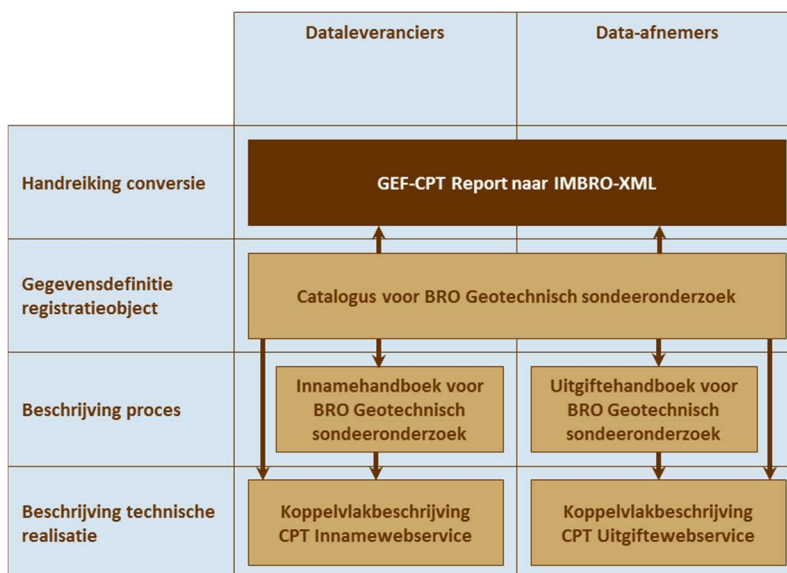 Dataleveranciers
Data-afnemers
Handreiking conversie
GEF-CPT Report naar IMBRO-XML
Gegevensdefinitie
registratieobject
Catalogus voor BRO Geotechnisch sondeeronderzoek
Beschrijving proces
Innamehandboek voor
BRO Geotechnisch
sondeeronderzoek
Uitgiftehandboek voor
BRO Geotechnisch
sondeeronderzoek
Beschrijving technische
realisatie
Koppelvlakbeschrijving
CPT Innamewebservice
Koppelvlakbeschrijving
CPT Uitgiftewebservice